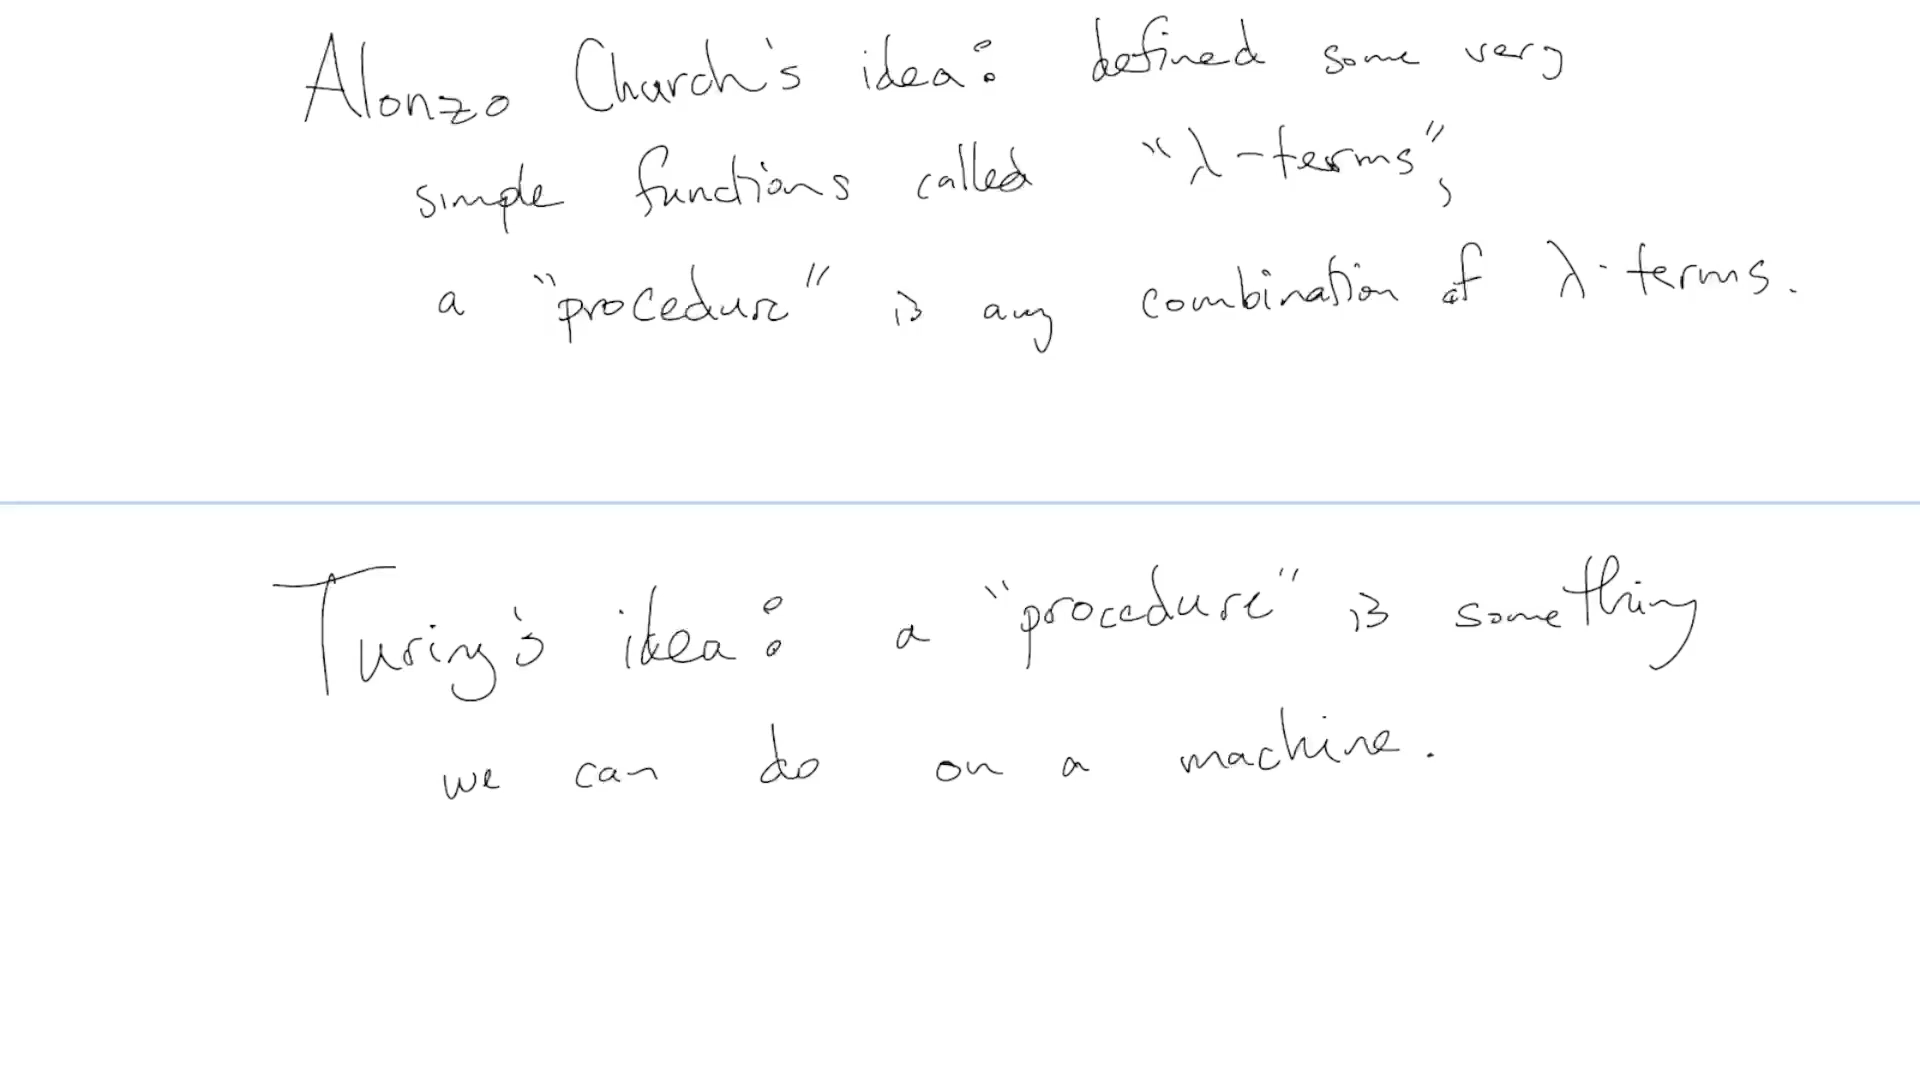 Alonzo Church's idea: defined some very
simple functions called "λ-terms",
a "procedure" is any combination of λ-terms.
Turing's idea: a "procedure" is something
we can do on a machine.